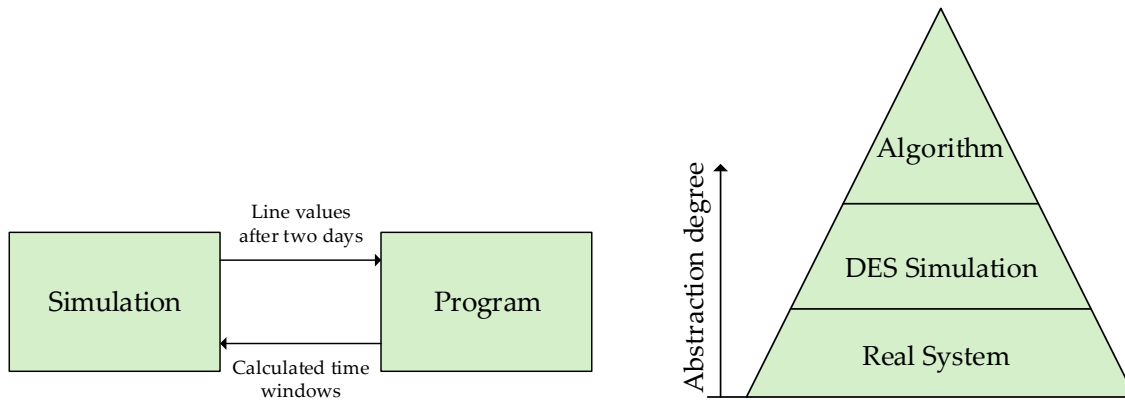 Line values
after two days
Simulation
Program
Calculated time
windows
Abstraction degree
Algorithm
DES Simulation
Real System